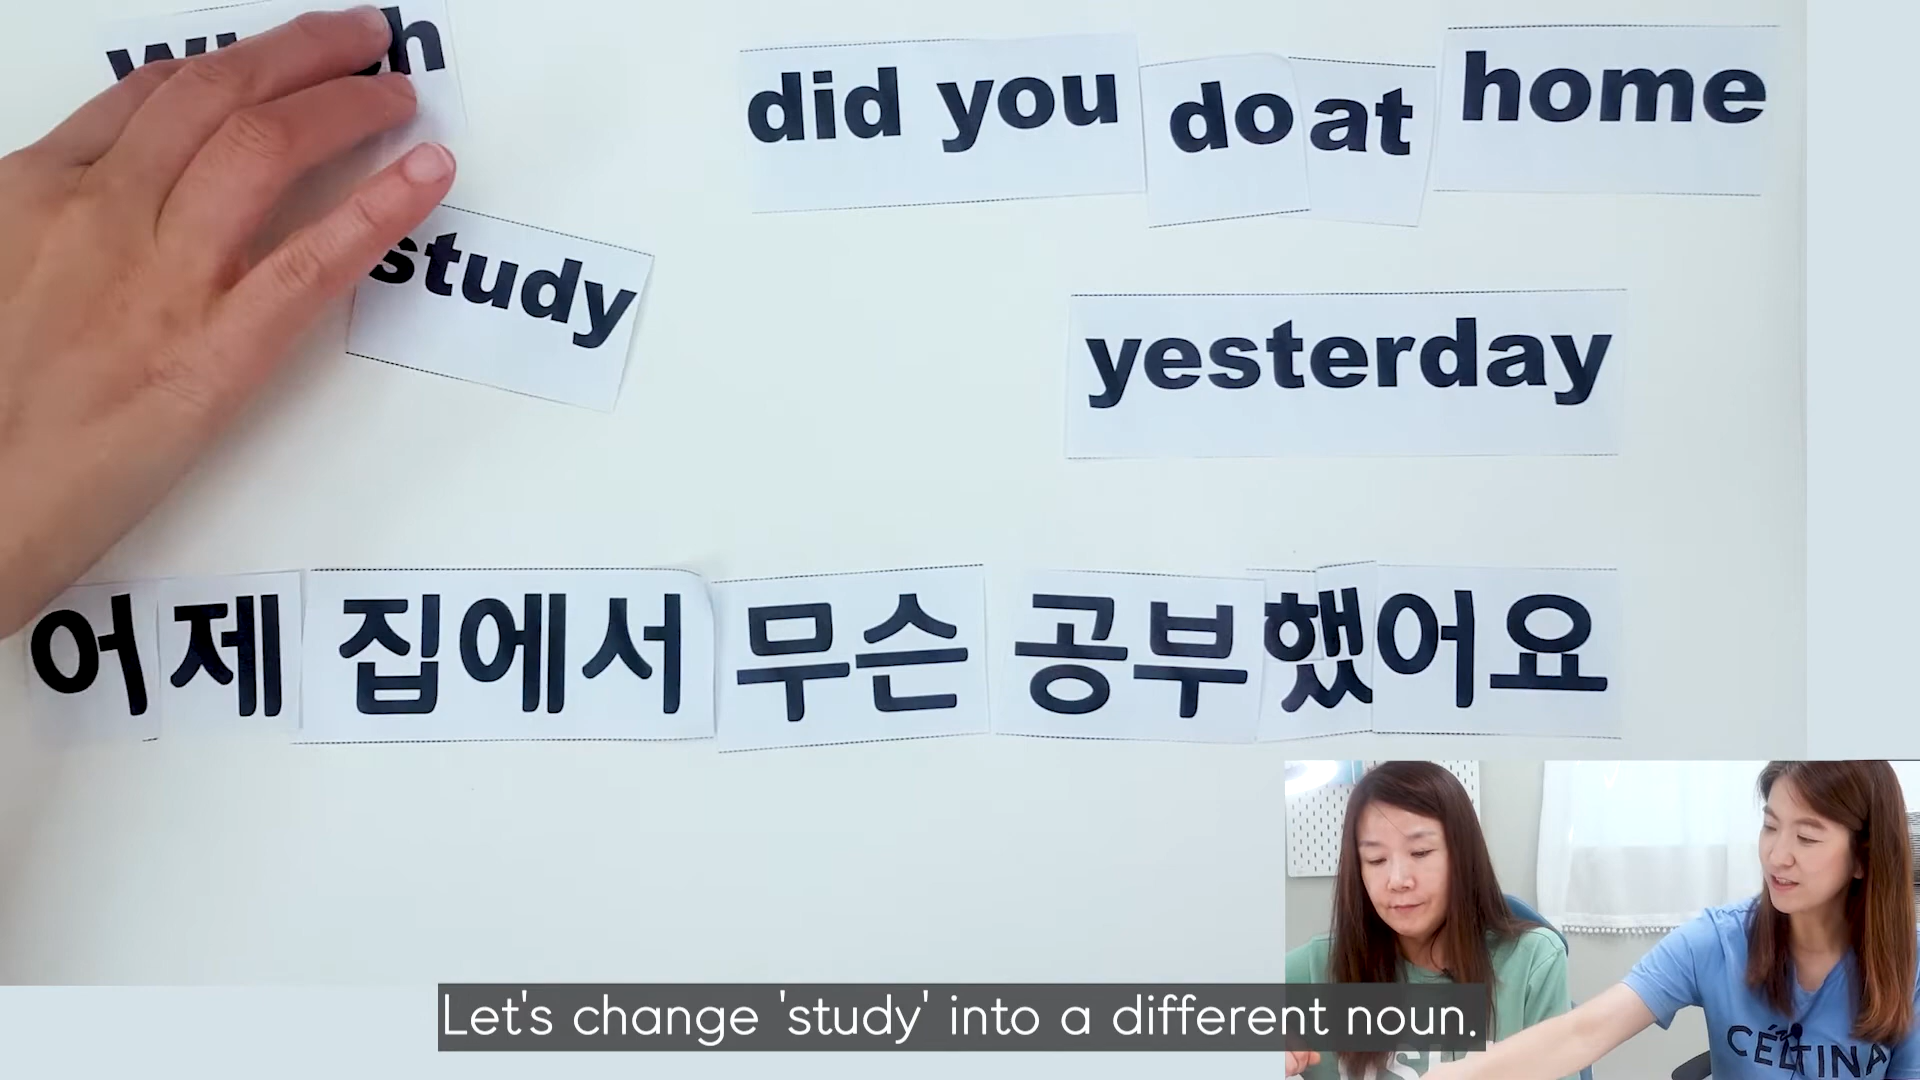 did you do at home
study
yesterday
어제 집에서 무슨 공부했어요
CÉLTINA
Let's change 'study' into a different noun.